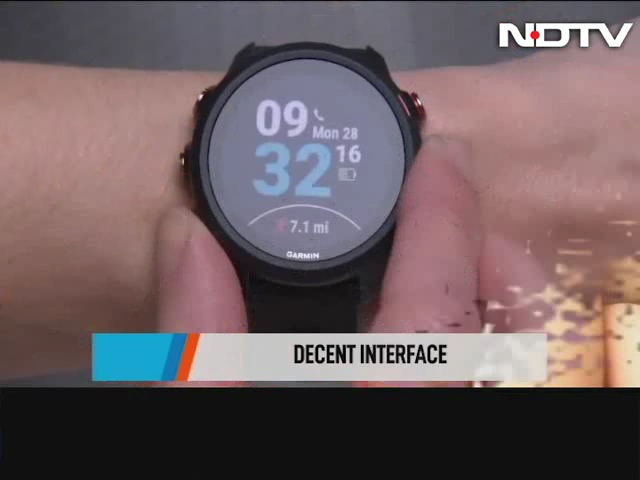 NDTV
09
Mon 28
32
16
7.1 mi
GARMIN
DECENT INTERFACE